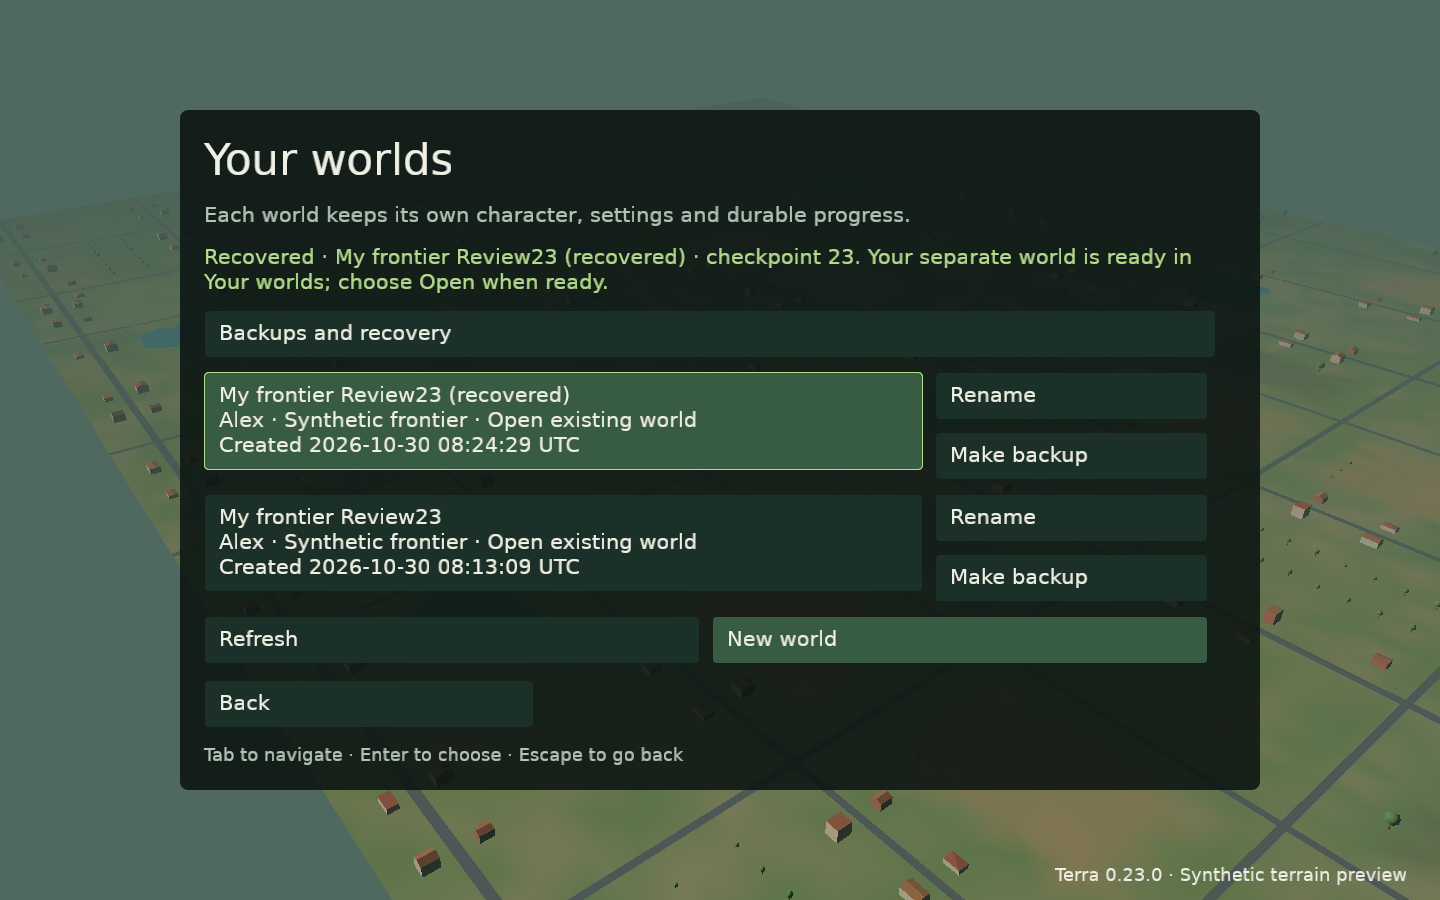 Your worlds
Each world keeps its own character, settings and durable progress.
Recovered · My frontier Review23 (recovered) · checkpoint 23. Your separate world is ready in
Your worlds; choose Open when ready.
Backups and recovery
My frontier Review23 (recovered)
Alex · Synthetic frontier · Open existing world
Created 2026-10-30 08:24:29 UTC
Rename
Make backup
My frontier Review23
Alex · Synthetic frontier · Open existing world
Created 2026-10-30 08:13:09 UTC
Rename
Make backup
Refresh
New world
Back
Tab to navigate · Enter to choose · Escape to go back
Terra 0.23.0 · Synthetic terrain preview